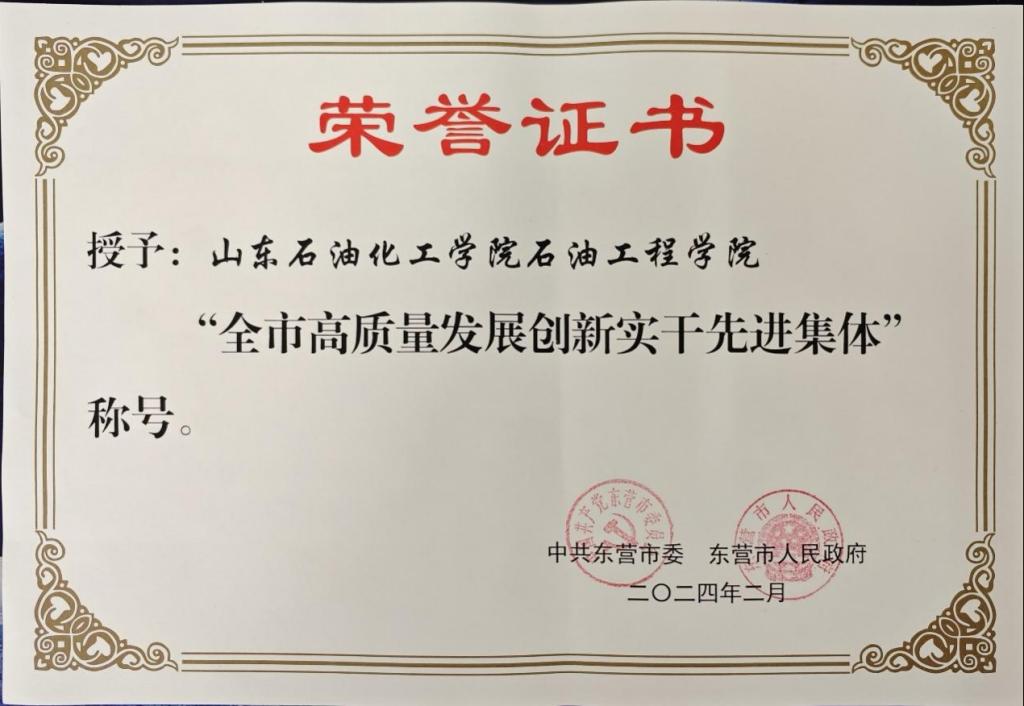 荣誉证书
授予：山东石油化工学院石油工程学院
“全市高质量发展创新实干先进集体”
称号。
中共东营市委 东营市人民政府
二〇二四年二月